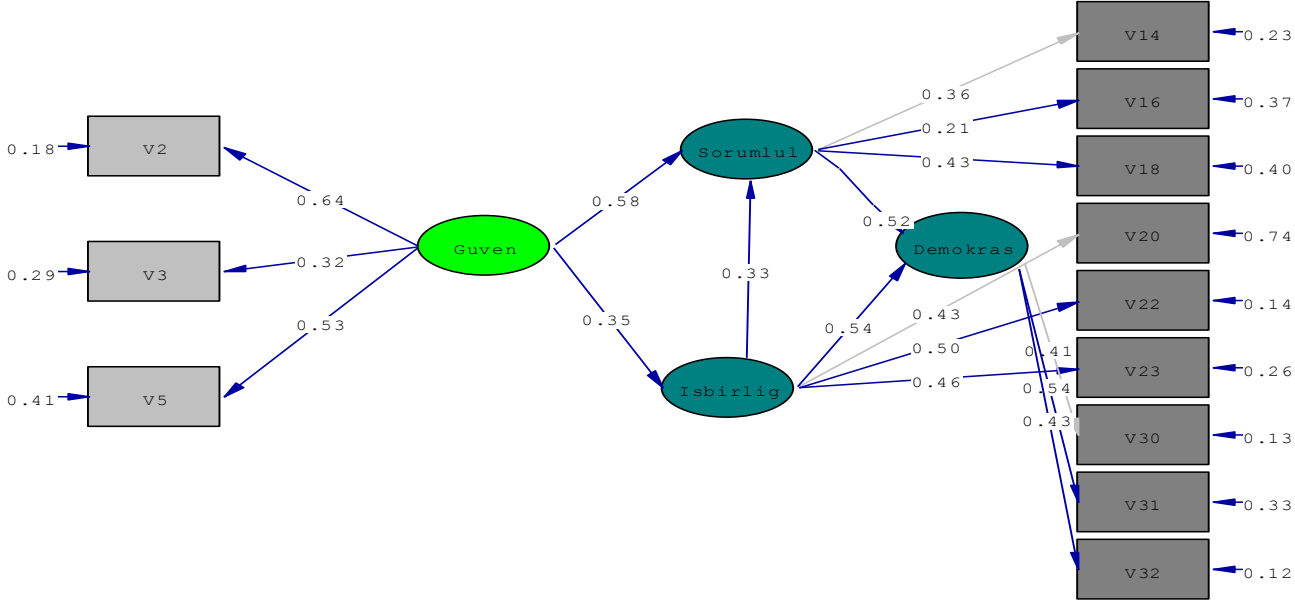 V14
0.23
0.36
V16
0.37
0.21
0.18
V2
Sorumlul
0.43
V18
0.40
0.64
0.58
0.52
V20
0.74
Guven
Demokras
0.29
V3
0.32
0.33
0.43
V22
0.14
0.53
0.35
0.54
0.50
0.41
V23
0.26
0.41
V5
Isbirlig
0.46
0.54
0.43
V30
0.13
V31
0.33
V32
0.12